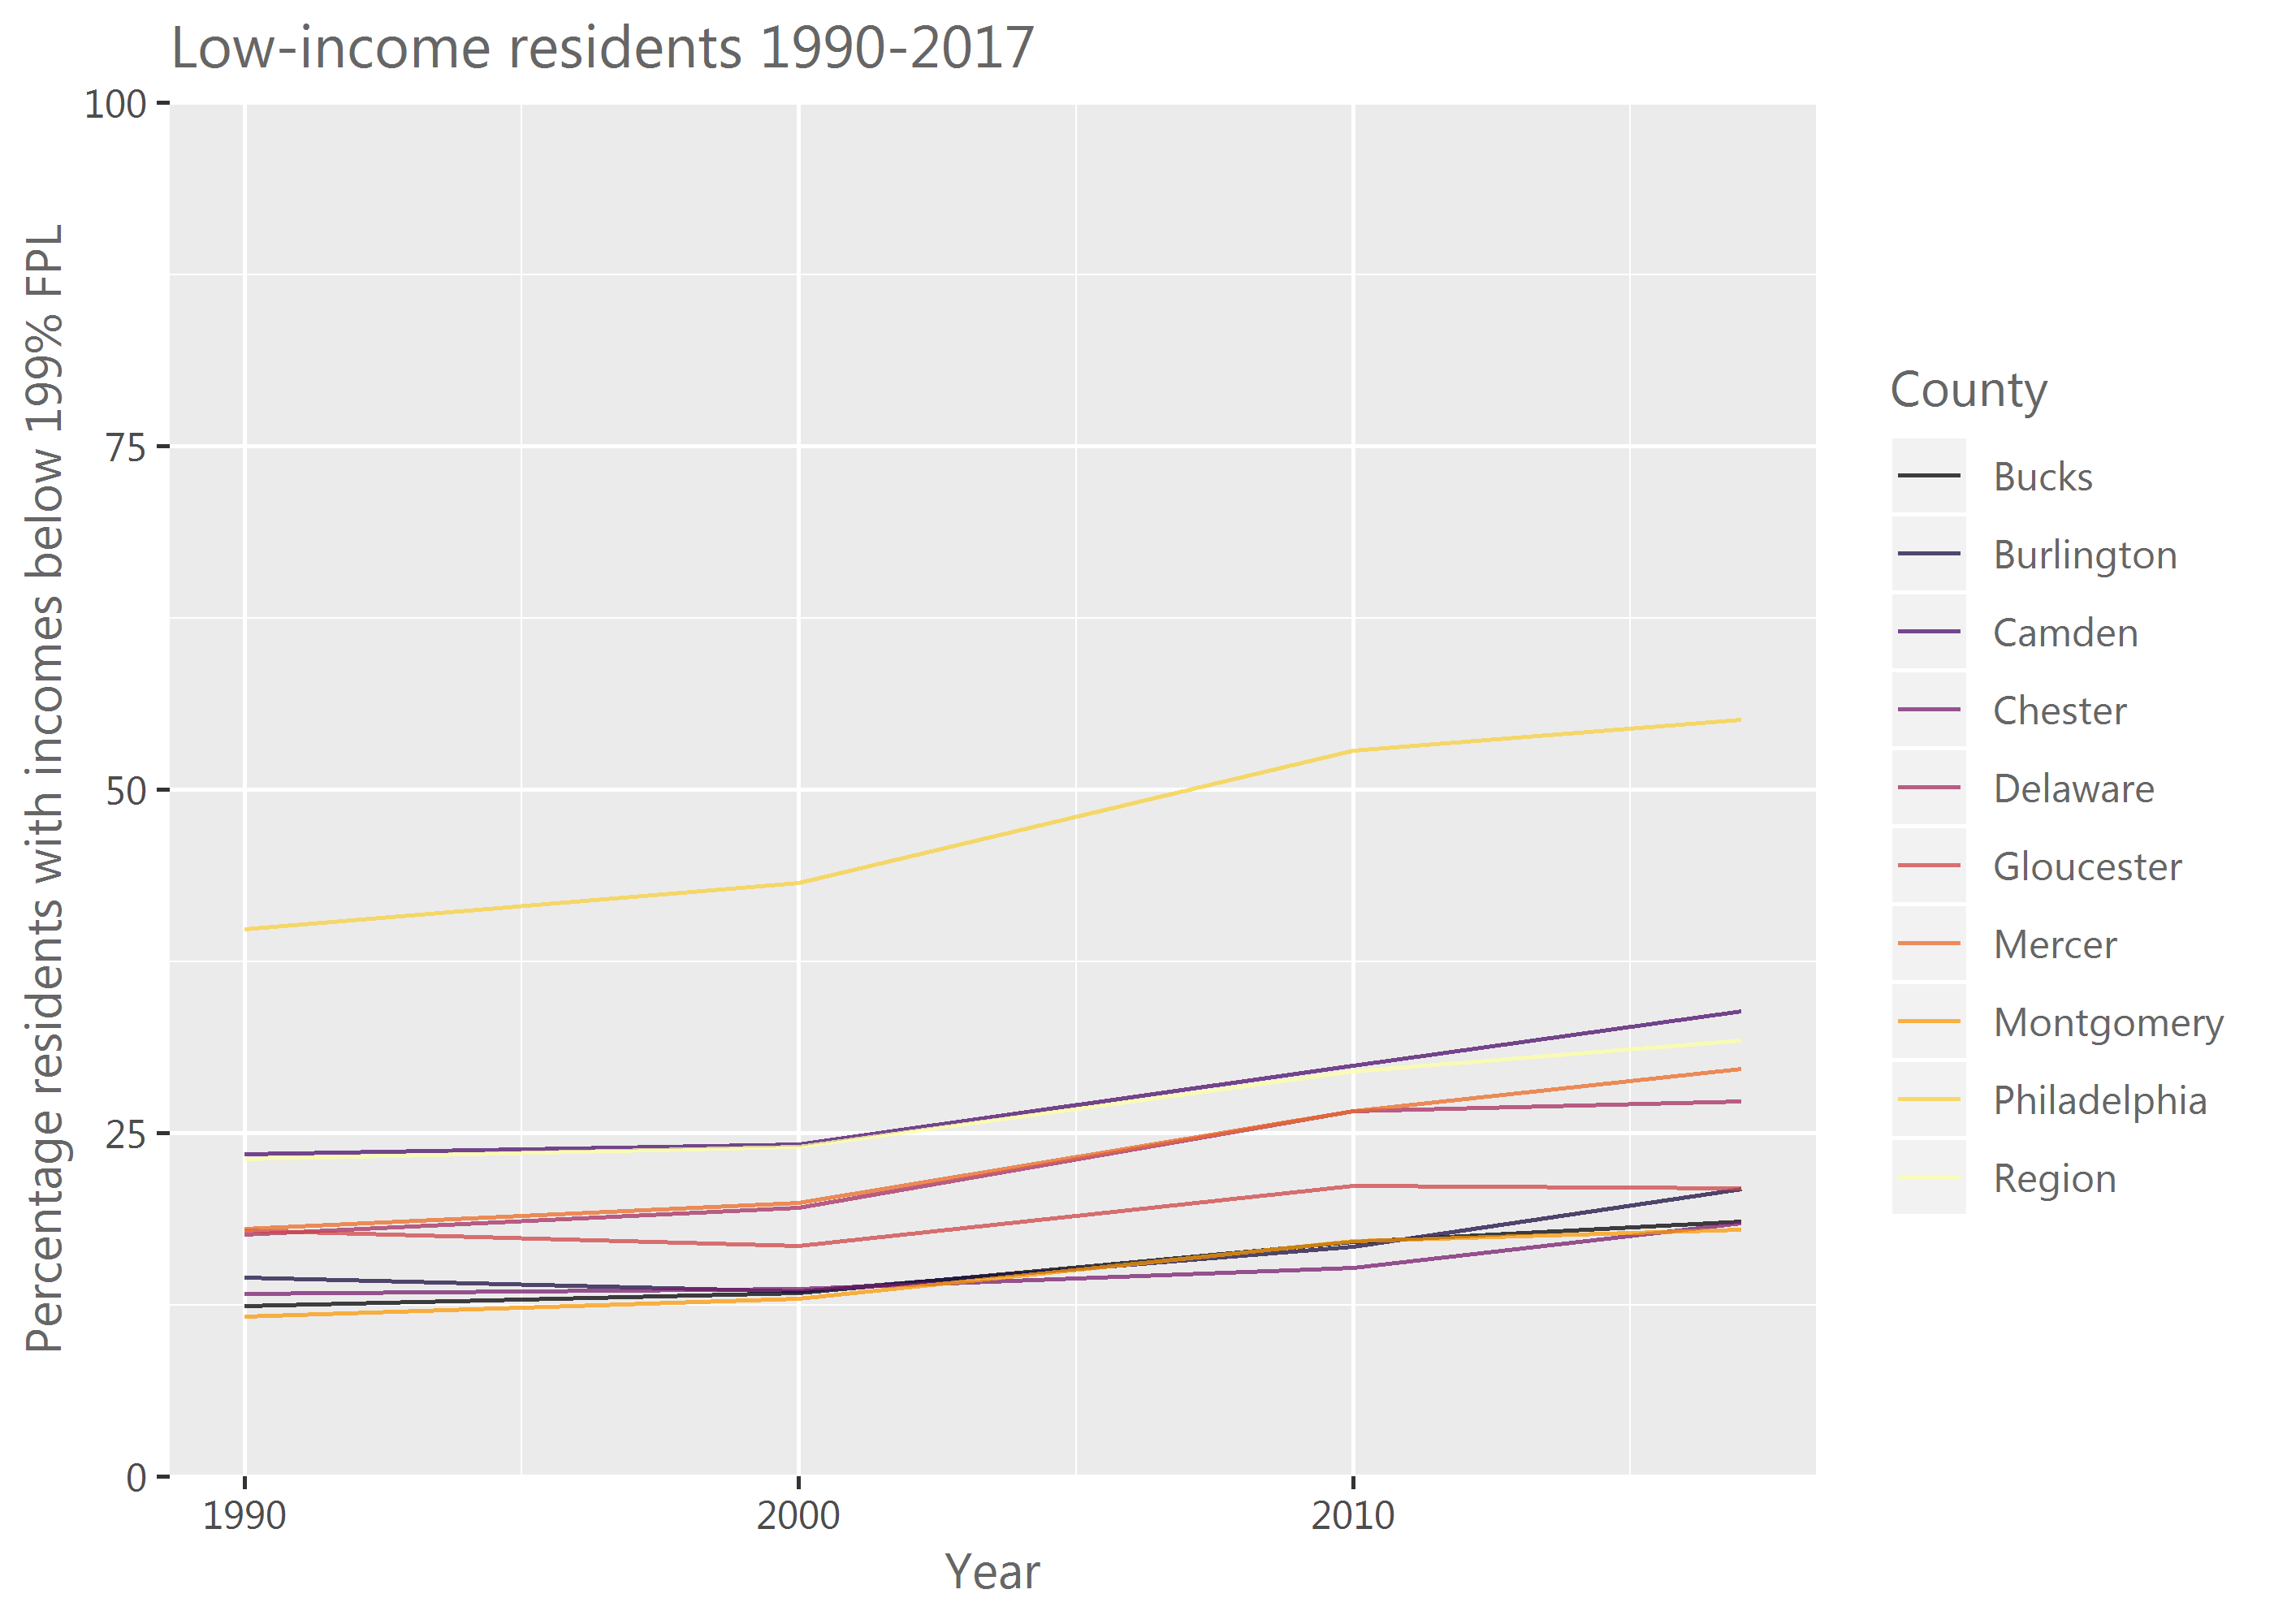 Low-income residents 1990-2017
Percentage residents with incomes below 199% FPL
100
75
50
25
0
1990
2000
2010
Year
County
Bucks
Burlington
Camden
Chester
Delaware
Gloucester
Mercer
Montgomery
Philadelphia
Region